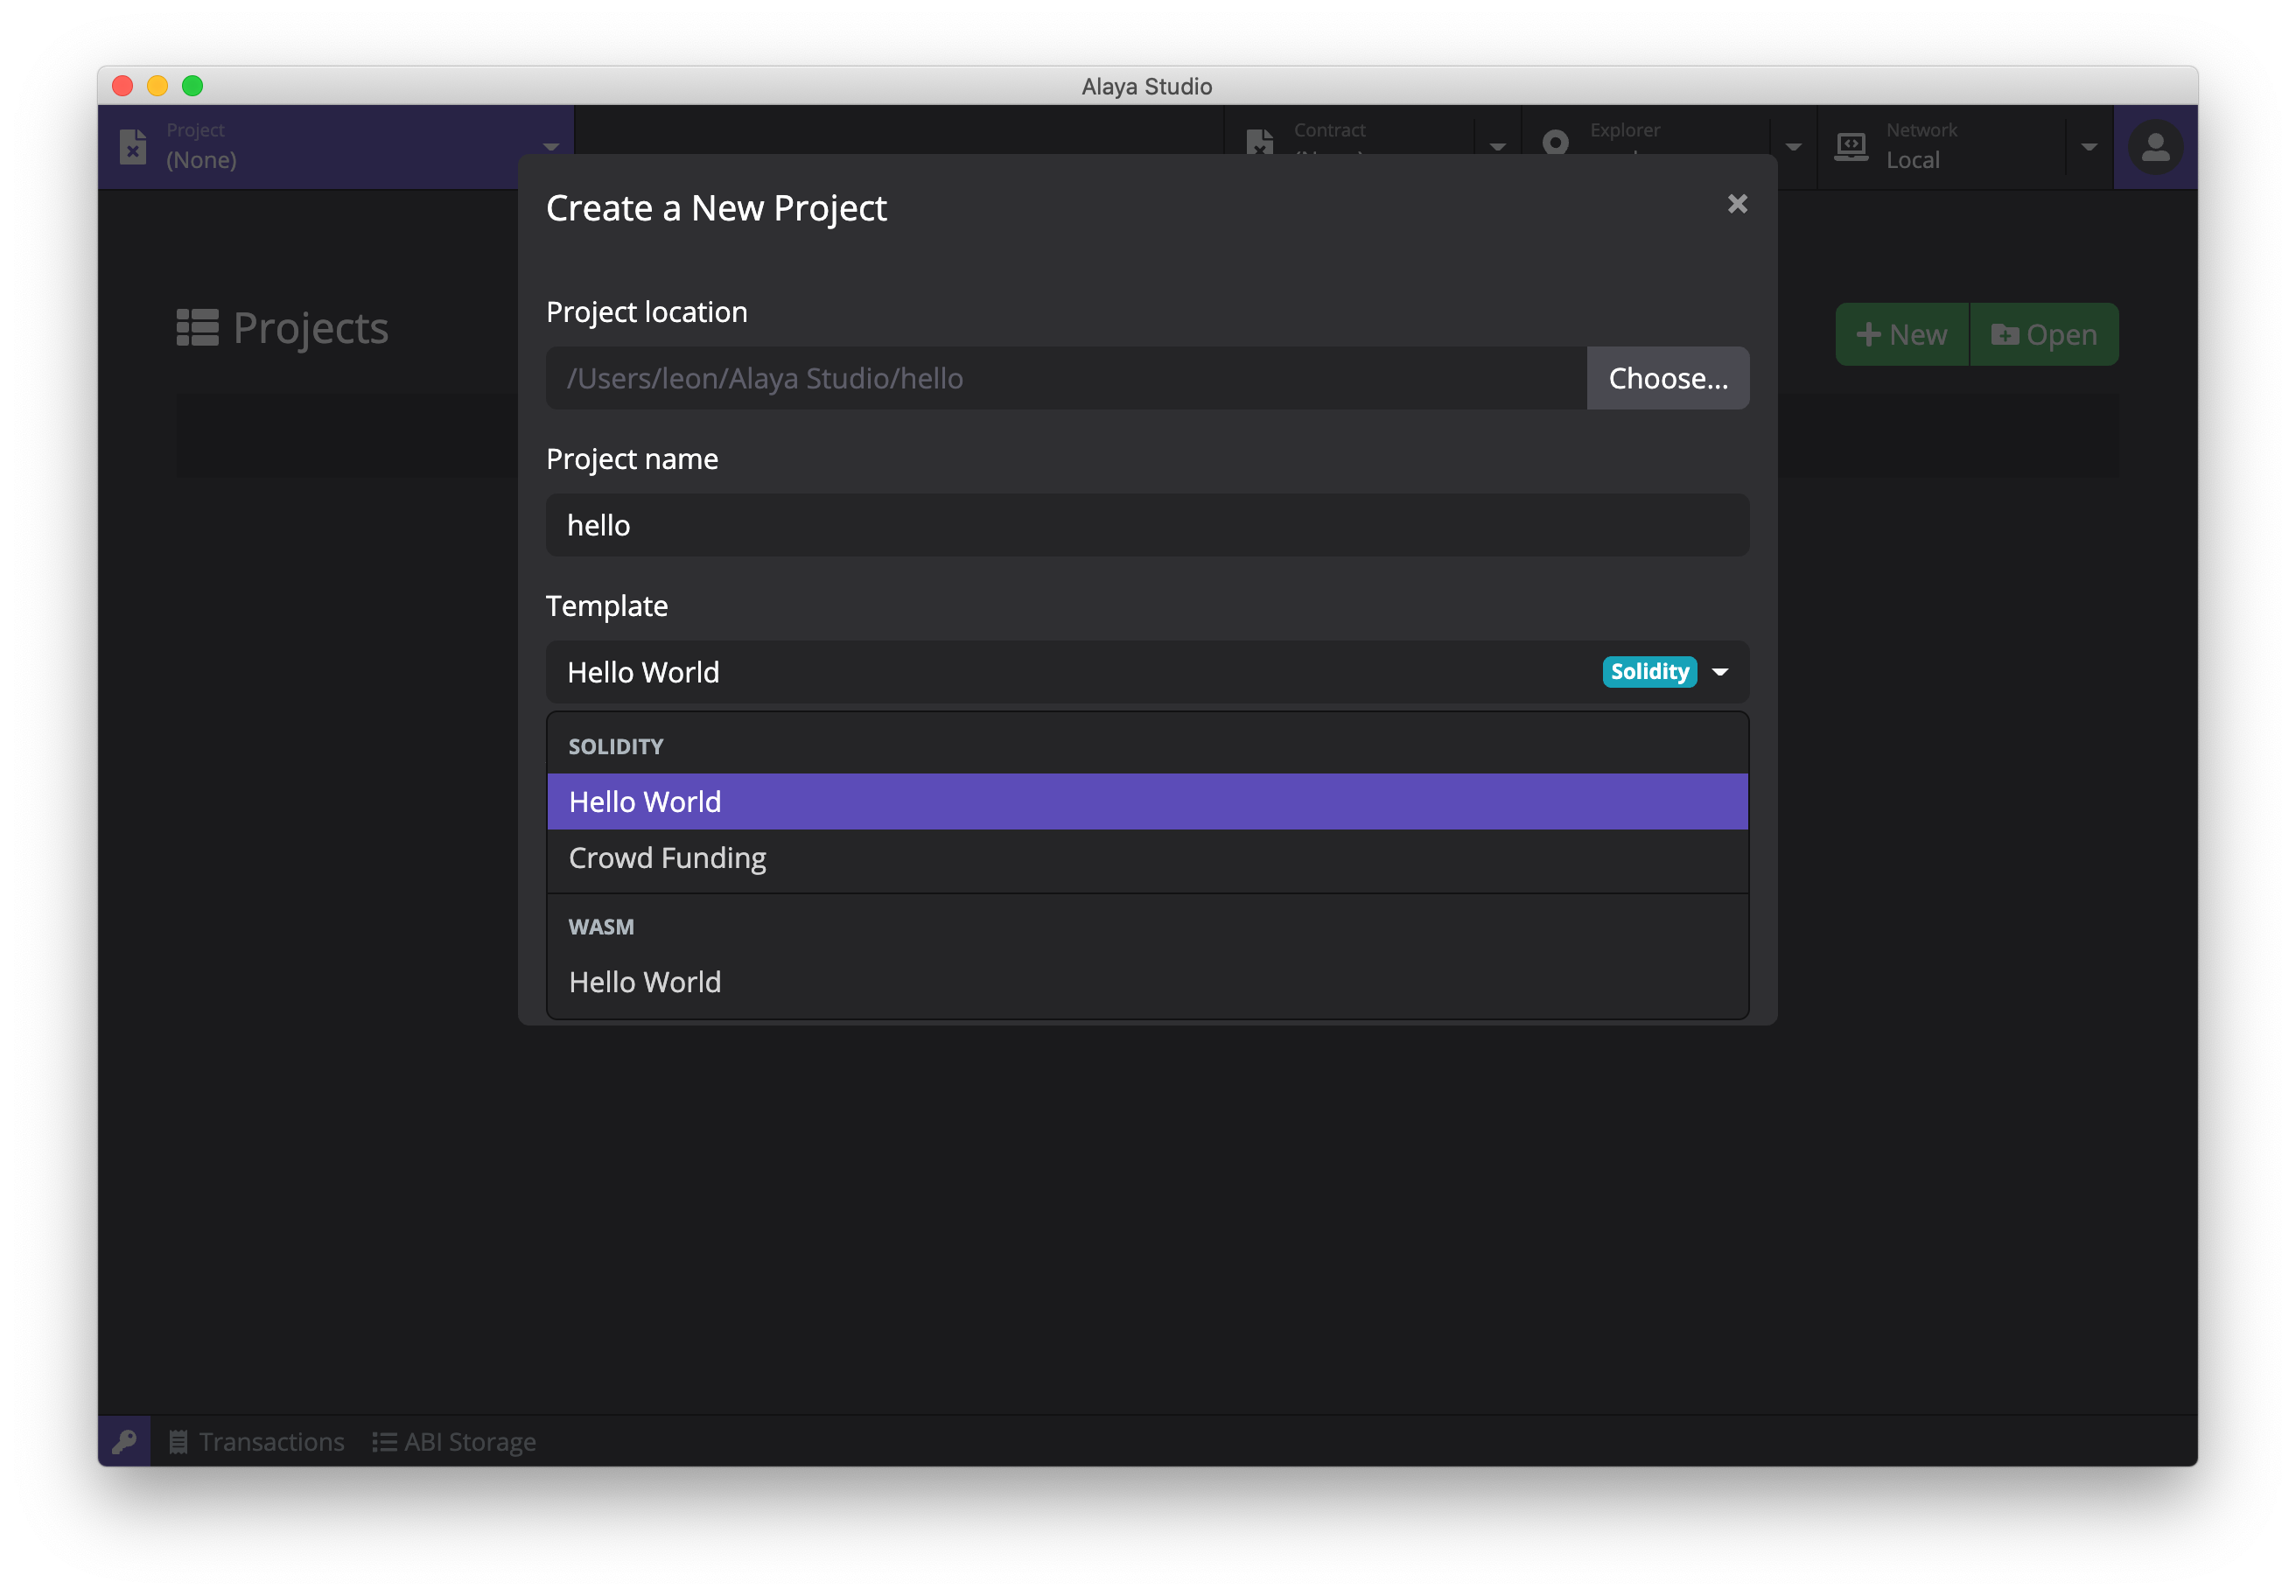 Alaya Studio
Project
(None)
Contract
Explorer
Network
Local
Create a New Project
Projects
New
Open
Project location
/Users/leon/Alaya Studio/hello
Choose...
Project name
hello
Template
Hello World
Solidity
SOLIDITY
Hello World
Crowd Funding
WASM
Hello World
Transactions
ABI Storage